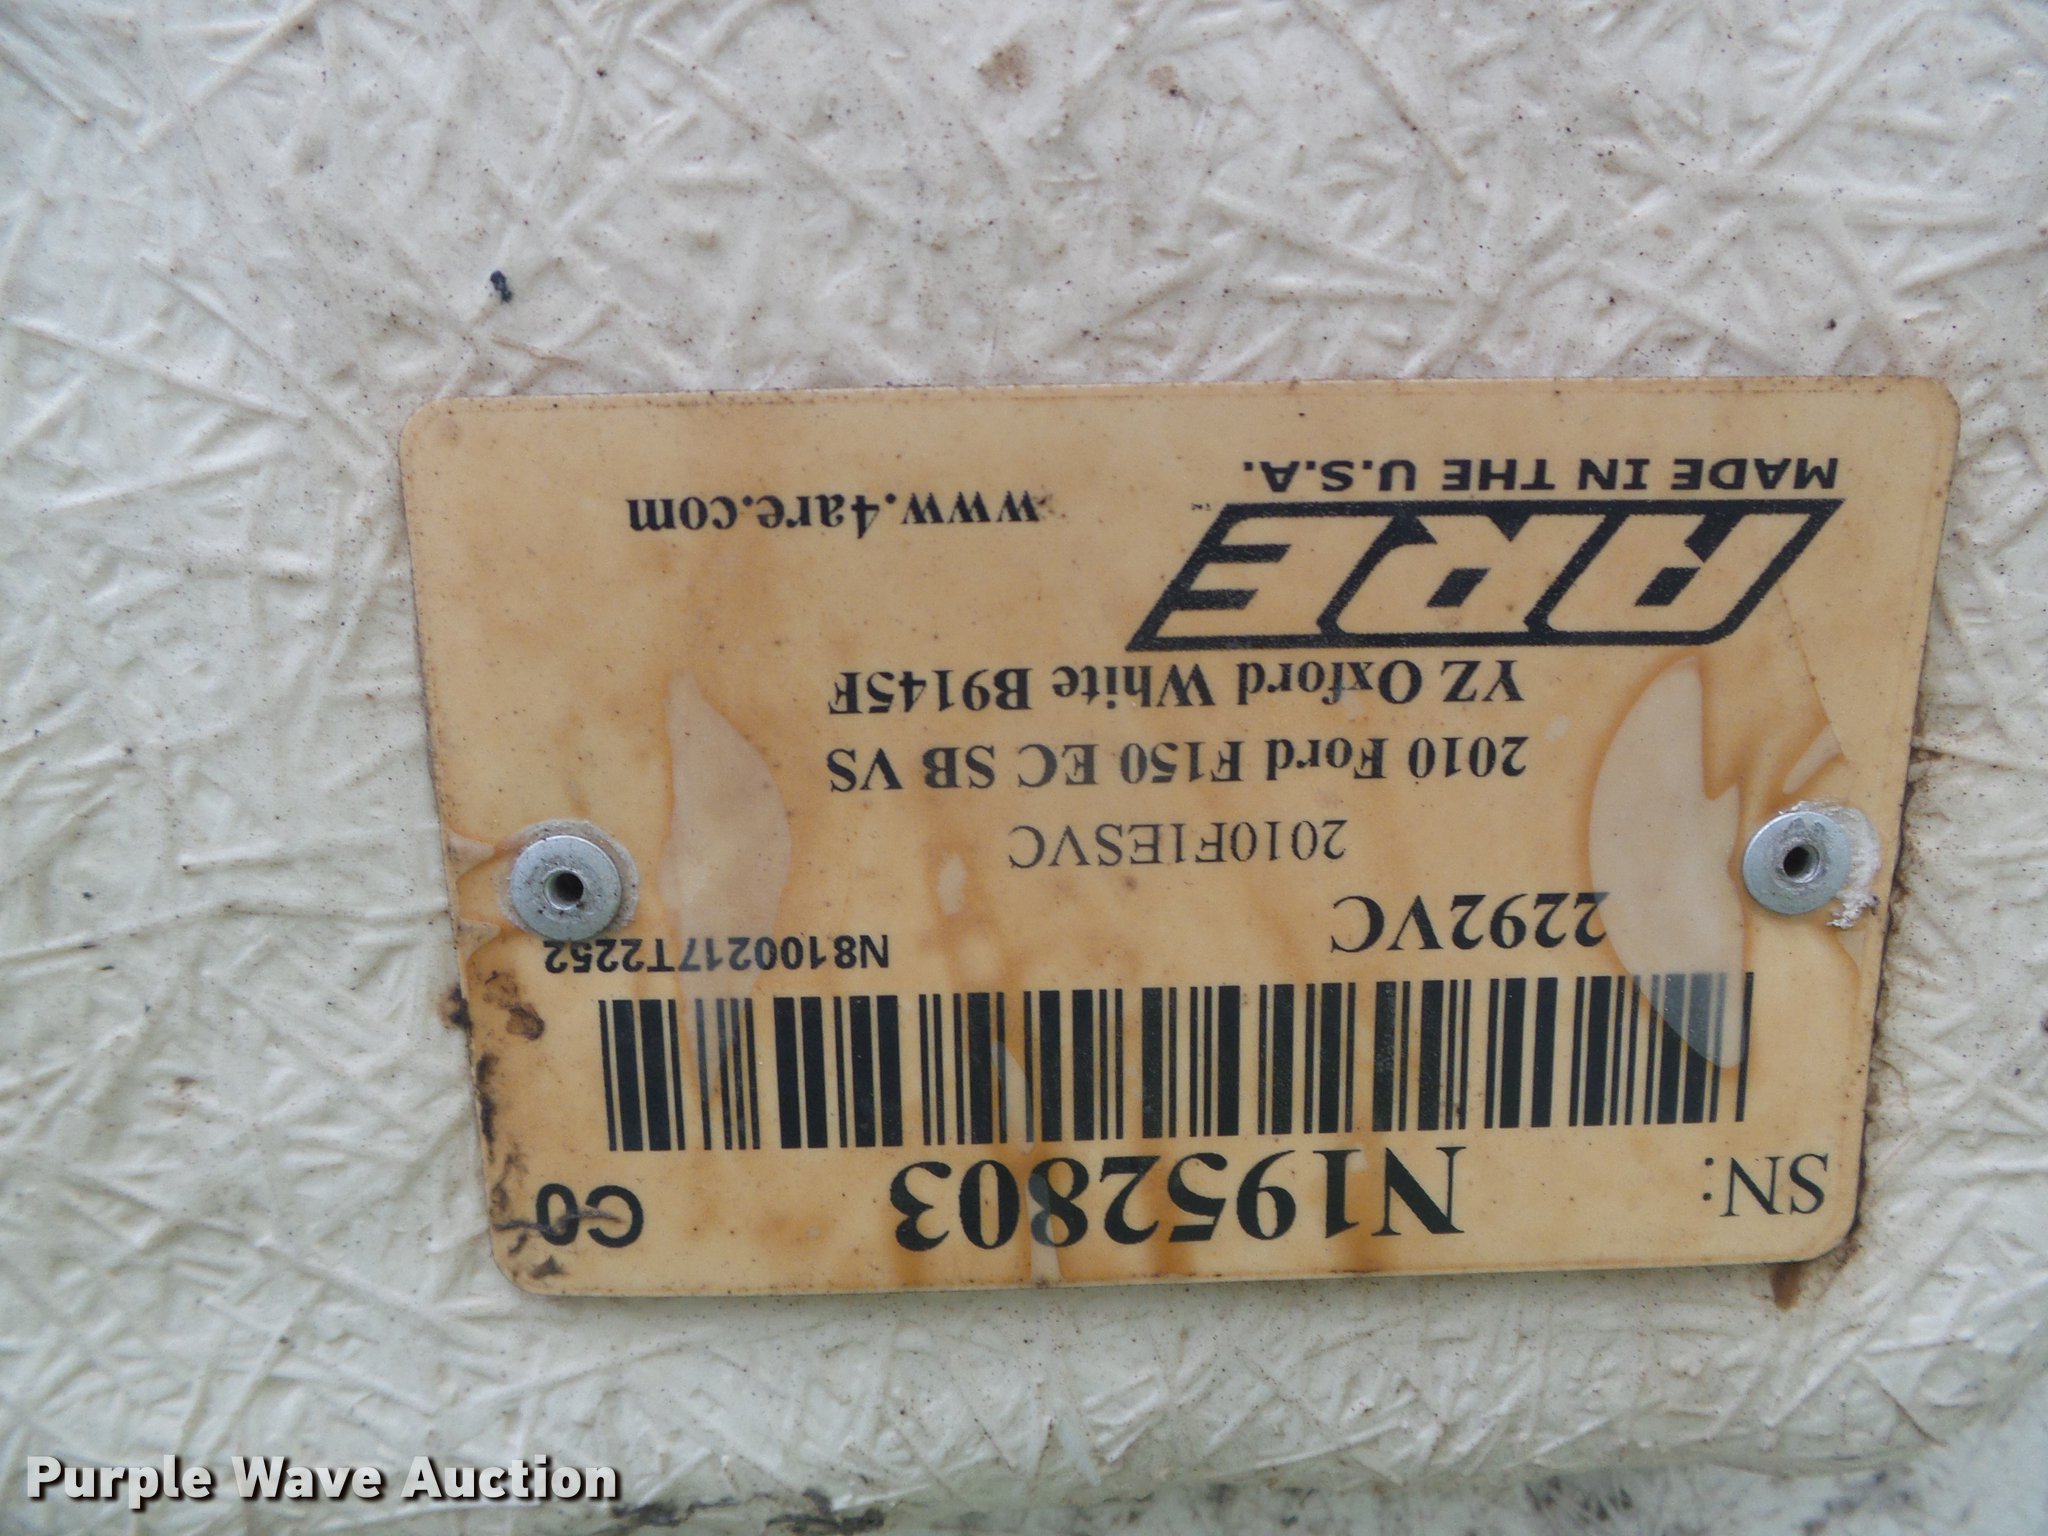 SN: N1952803 C0
2292VC N8100217T2252
2010F1ESVC
2010 Ford F150 EC SB VS
YZ Oxford White B9145F
ARE™ www.4are.com
MADE IN THE U.S.A.
Purple Wave Auction